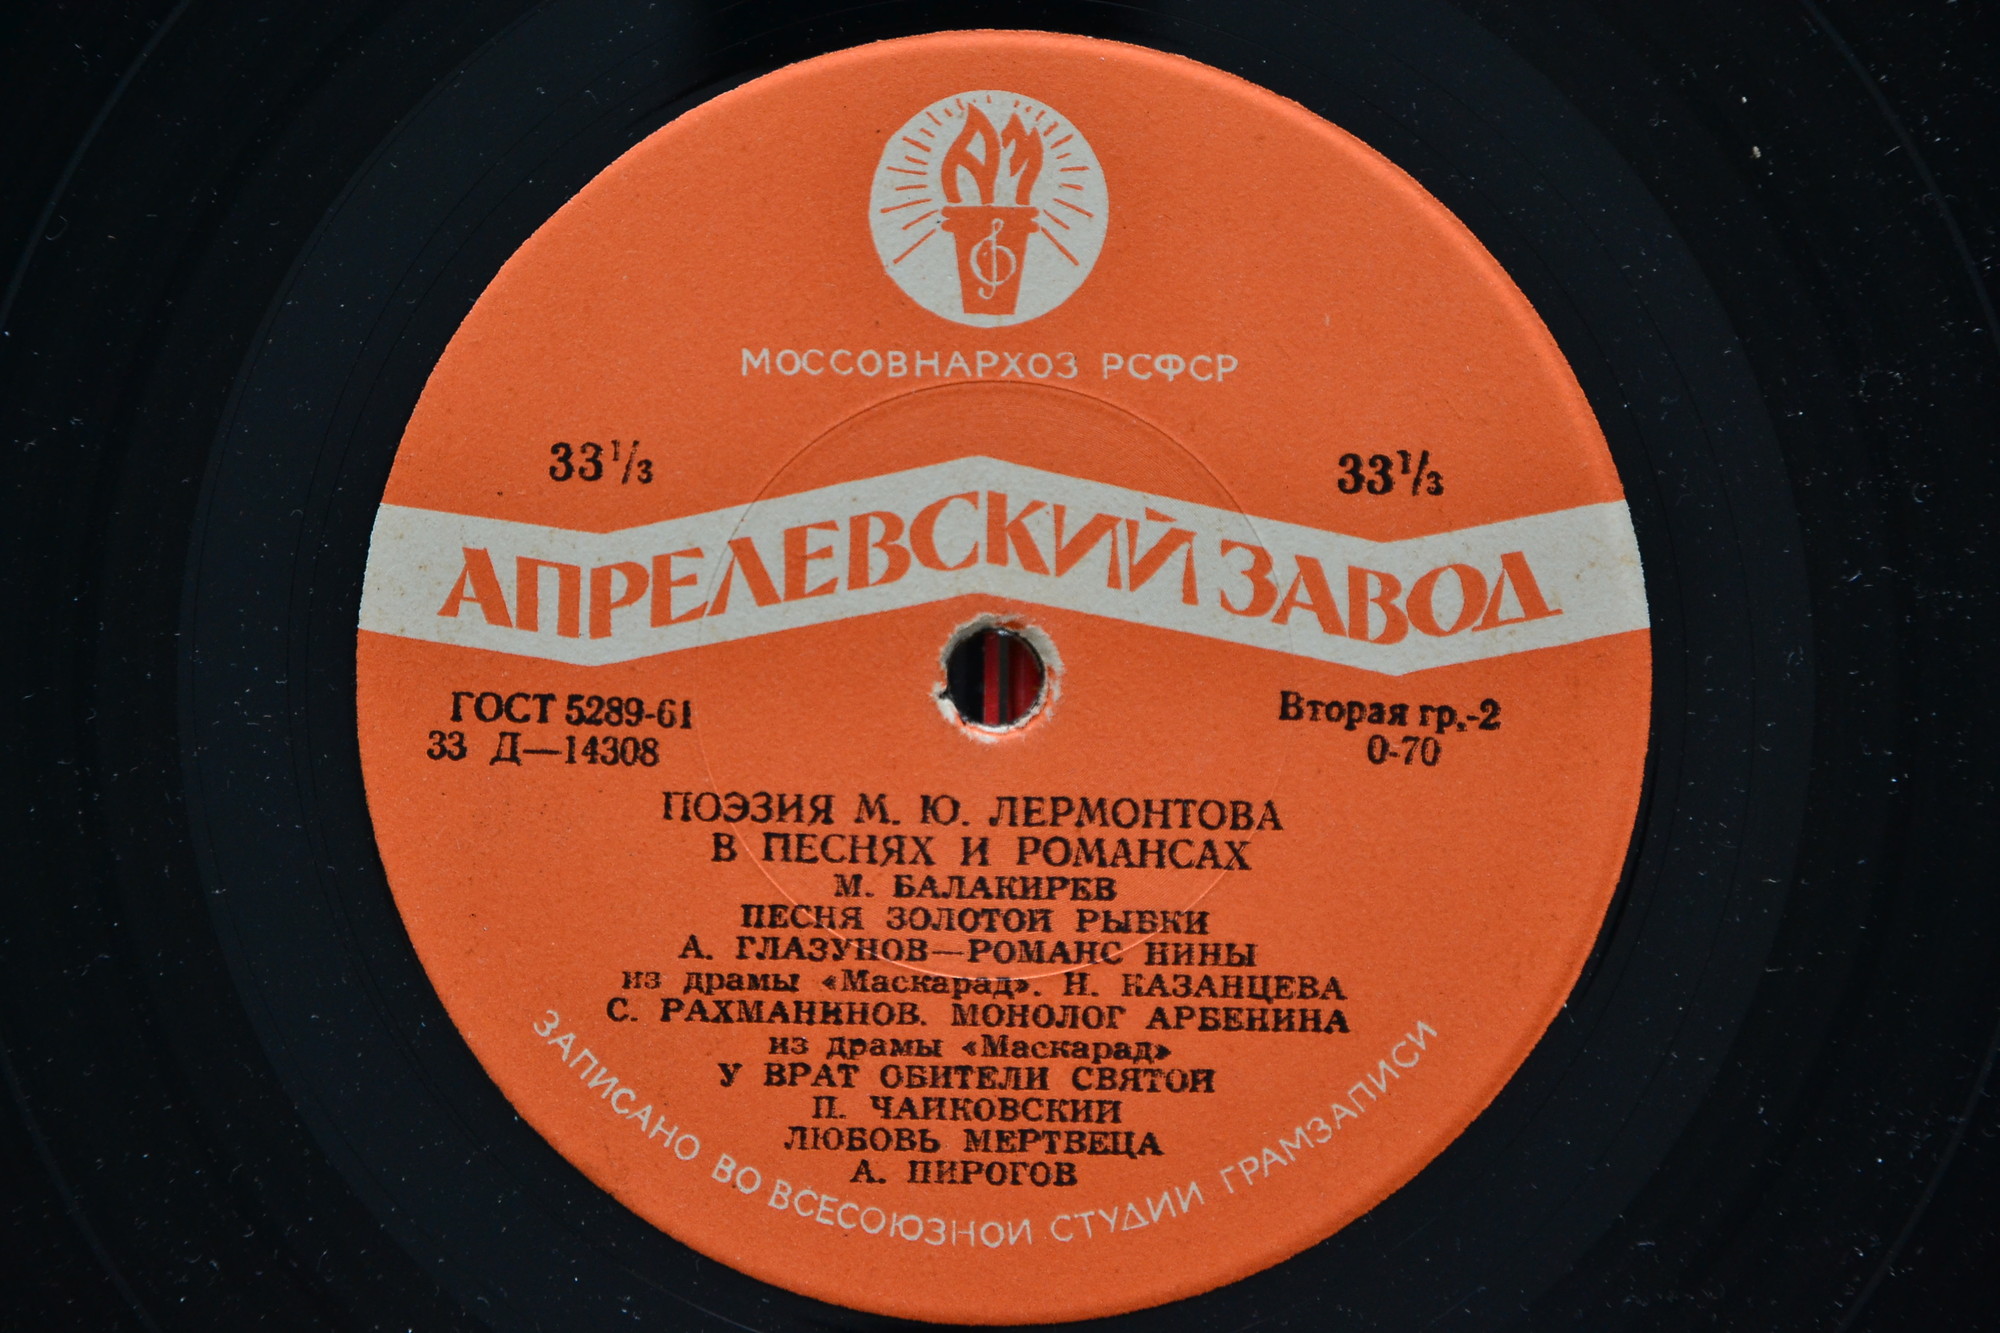 АЗ
МОССОВНАРХОЗ РСФСР
33⅓ 33⅓
АПРЕЛЕВСКИЙ ЗАВОД
ГОСТ 5289-61 Вторая гр.-2
33 Д—14308 0-70
ПОЭЗИЯ М. Ю. ЛЕРМОНТОВА
В ПЕСНЯХ И РОМАНСАХ
М. БАЛАКИРЕВ
ПЕСНЯ ЗОЛОТОЙ РЫБКИ
А. ГЛАЗУНОВ—РОМАНС НИНЫ
из драмы «Маскарад». Н. КАЗАНЦЕВА
С. РАХМАНИНОВ. МОНОЛОГ АРБЕНИНА
из драмы «Маскарад»
У ВРАТ ОБИТЕЛИ СВЯТОЙ
П. ЧАЙКОВСКИЙ
ЛЮБОВЬ МЕРТВЕЦА
А. ПИРОГОВ
ЗАПИСАНО ВО ВСЕСОЮЗНОЙ СТУДИИ ГРАМЗАПИСИ